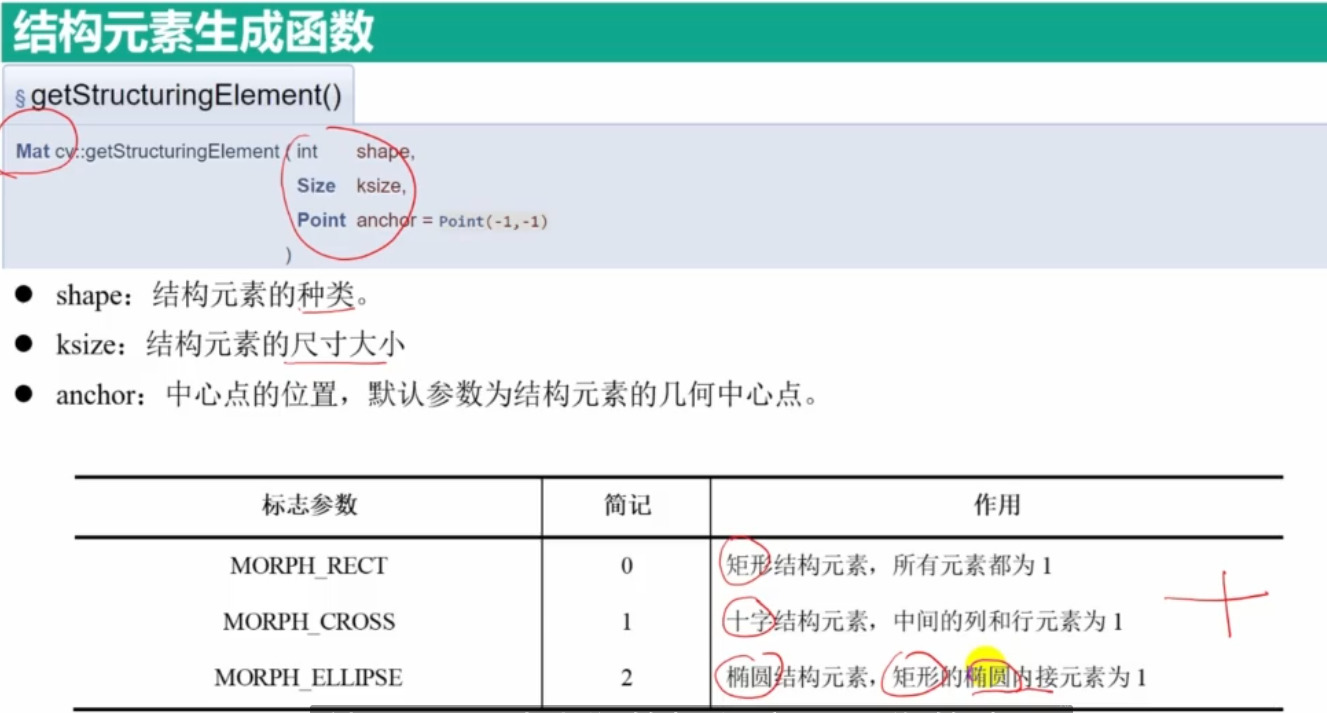 结构元素生成函数
§ getStructuringElement()
Mat cv::getStructuringElement ( int shape,
Size ksize,
Point anchor = Point(-1,-1)
)
● shape：结构元素的种类。
● ksize：结构元素的尺寸大小
● anchor：中心点的位置，默认参数为结构元素的几何中心点。
标志参数 简记 作用
MORPH_RECT 0 矩形结构元素，所有元素都为 1
MORPH_CROSS 1 十字结构元素，中间的列和行元素为 1
MORPH_ELLIPSE 2 椭圆结构元素，矩形的椭圆内接元素为 1